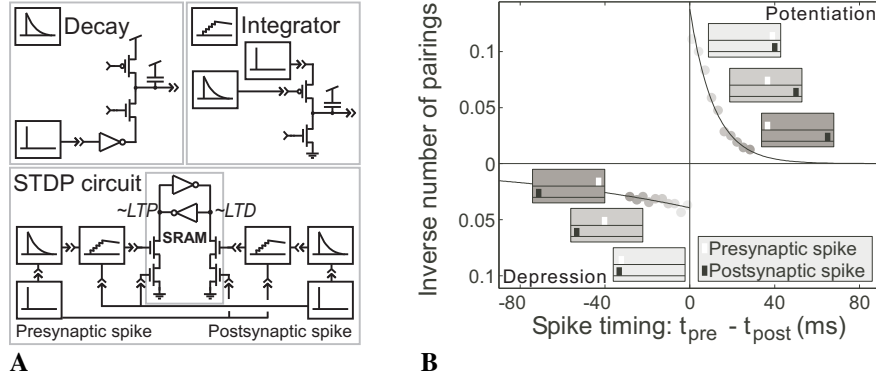 Decay
Integrator
STDP circuit
~LTP
~LTD
SRAM
Presynaptic spike
Postsynaptic spike
A
Inverse number of pairings
0.1
0.05
0
0.05
0.1
Potentiation
Depression
Presynaptic spike
Postsynaptic spike
-80
-40
0
40
80
Spike timing: tpre - tpost (ms)
B